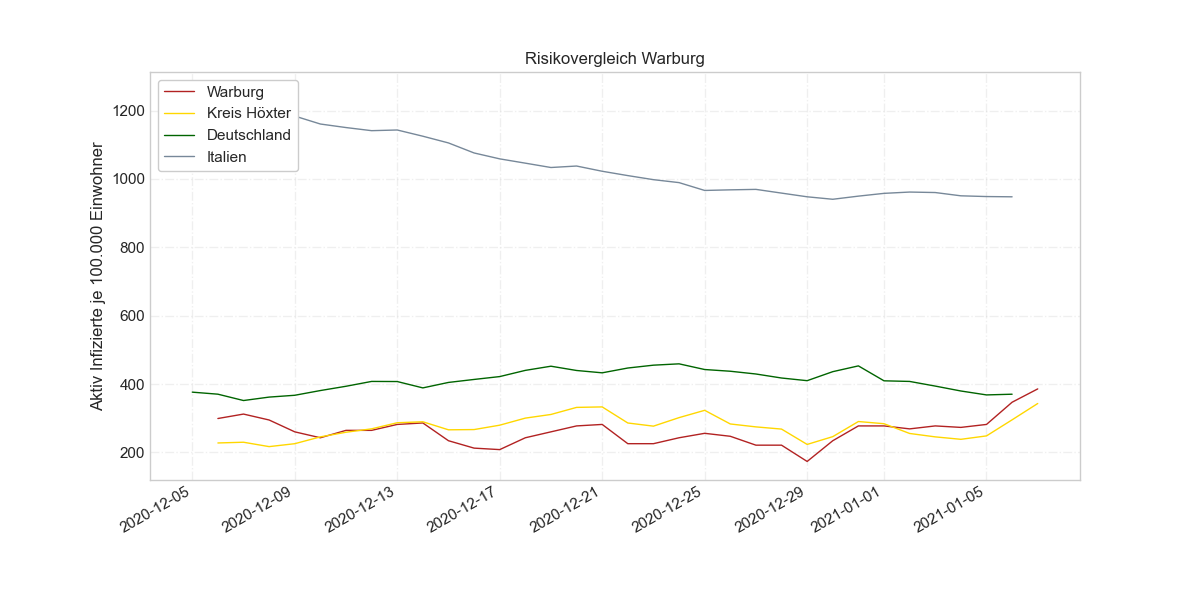 Risikovergleich Warburg
Warburg
Kreis Höxter
Deutschland
Italien
Aktiv Infizierte je 100.000 Einwohner
1200
1000
800
600
400
200
2020-12-05
2020-12-09
2020-12-13
2020-12-17
2020-12-21
2020-12-25
2020-12-29
2021-01-01
2021-01-05